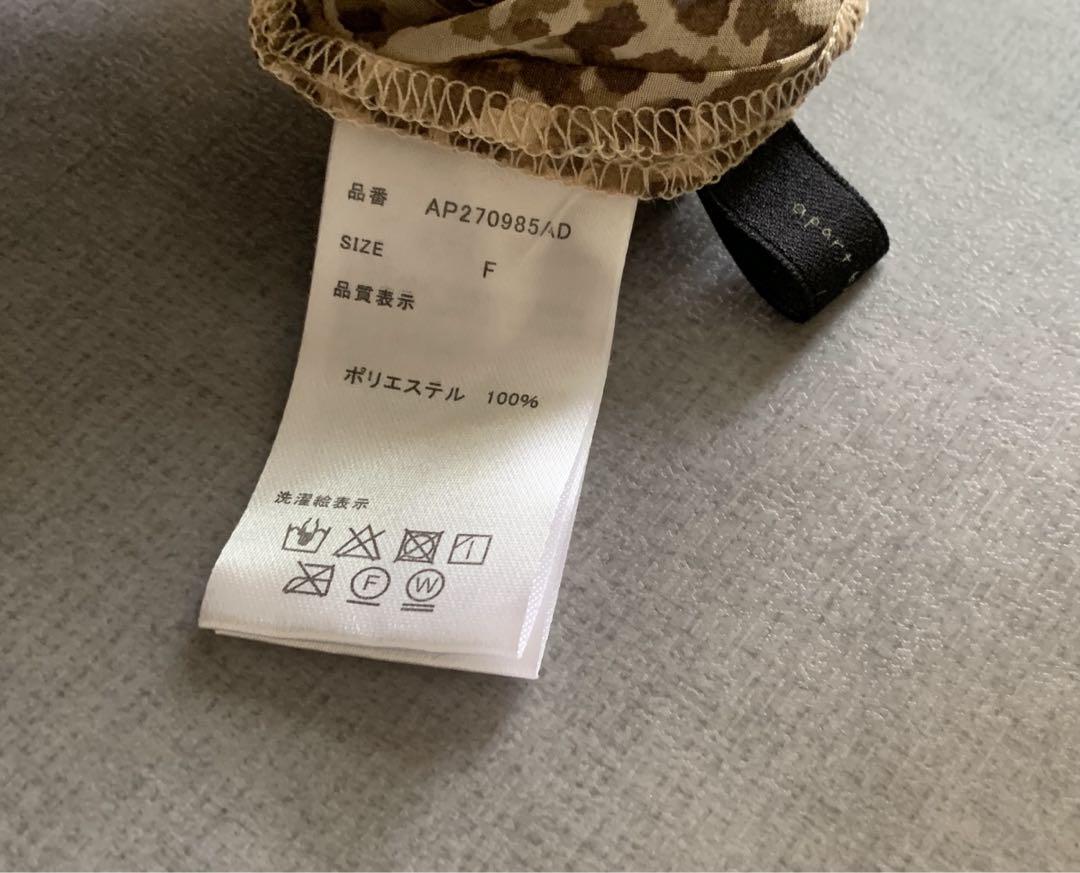 品番 AP270985AD
SIZE F
品質表示
ポリエステル 100%
洗濯絵表示
F W
apart